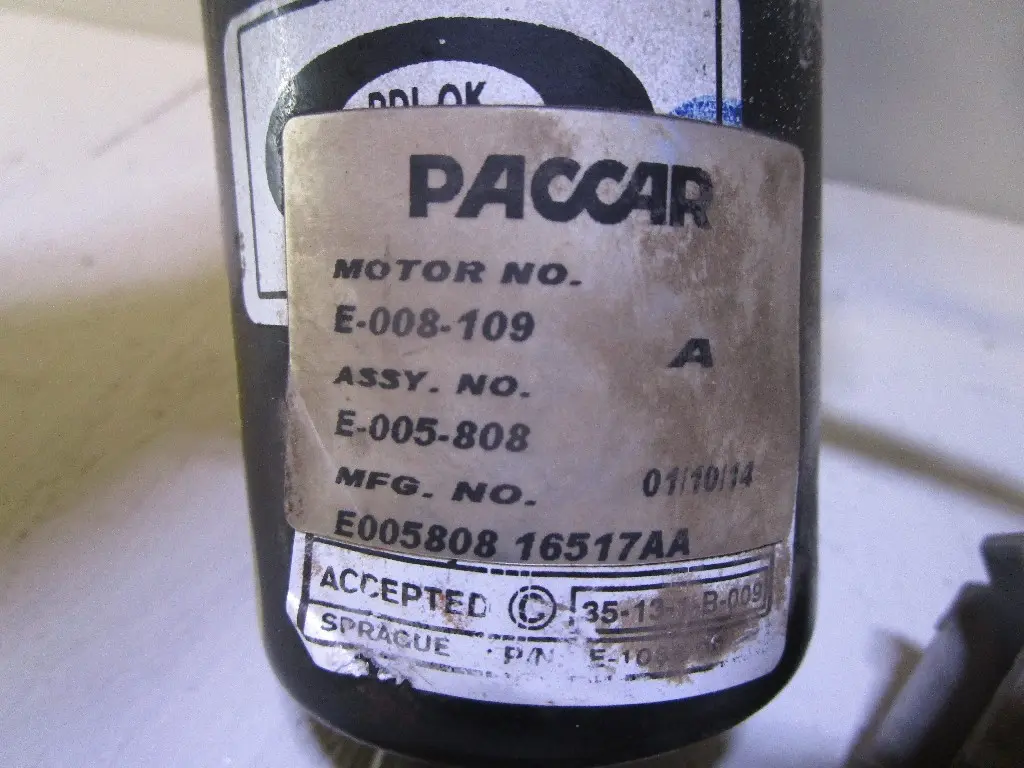 PACCAR
MOTOR NO.
E-008-109
A
ASSY. NO.
E-005-808
MFG. NO.
01/10/14
E005808 16517AA
ACCEPTED ©
SPRAGUE P/N